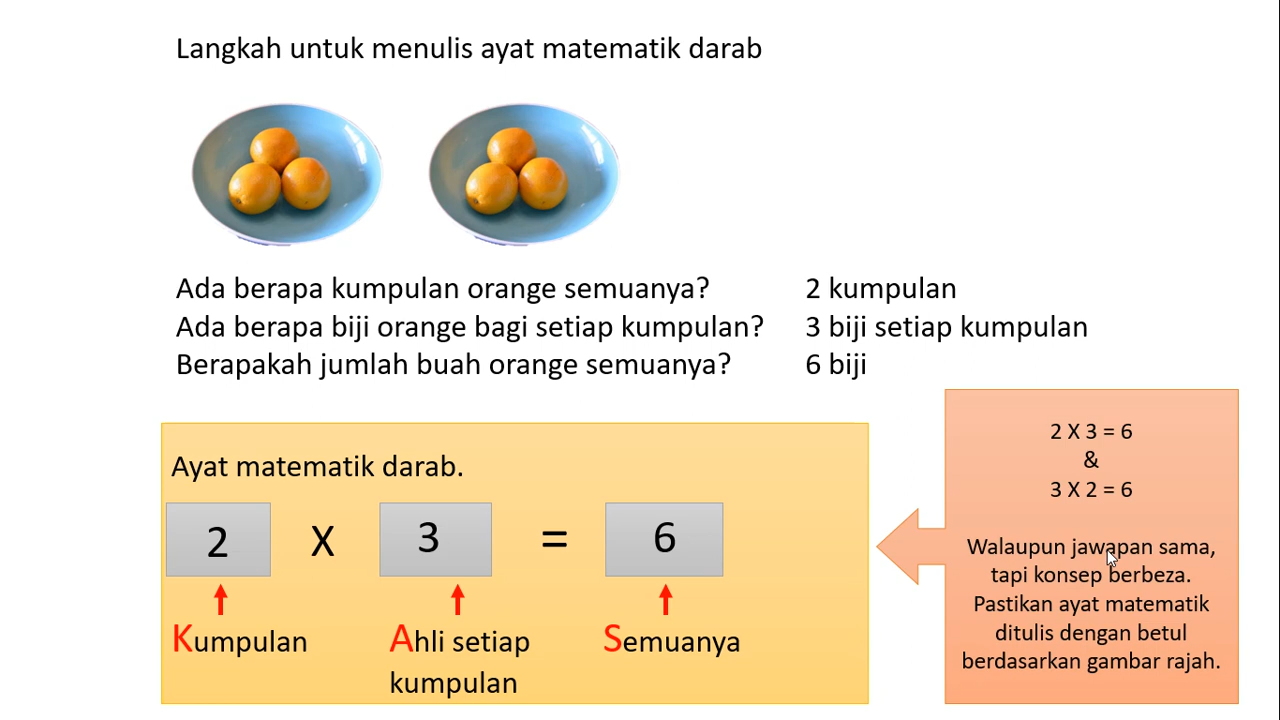 Langkah untuk menulis ayat matematik darab
Ada berapa kumpulan orange semuanya? 2 kumpulan
Ada berapa biji orange bagi setiap kumpulan? 3 biji setiap kumpulan
Berapakah jumlah buah orange semuanya? 6 biji
Ayat matematik darab.
2 X 3 = 6
Kumpulan
Ahli setiap
kumpulan
Semuanya
2 X 3 = 6
&
3 X 2 = 6
Walaupun jawapan sama,
tapi konsep berbeza.
Pastikan ayat matematik
ditulis dengan betul
berdasarkan gambar rajah.